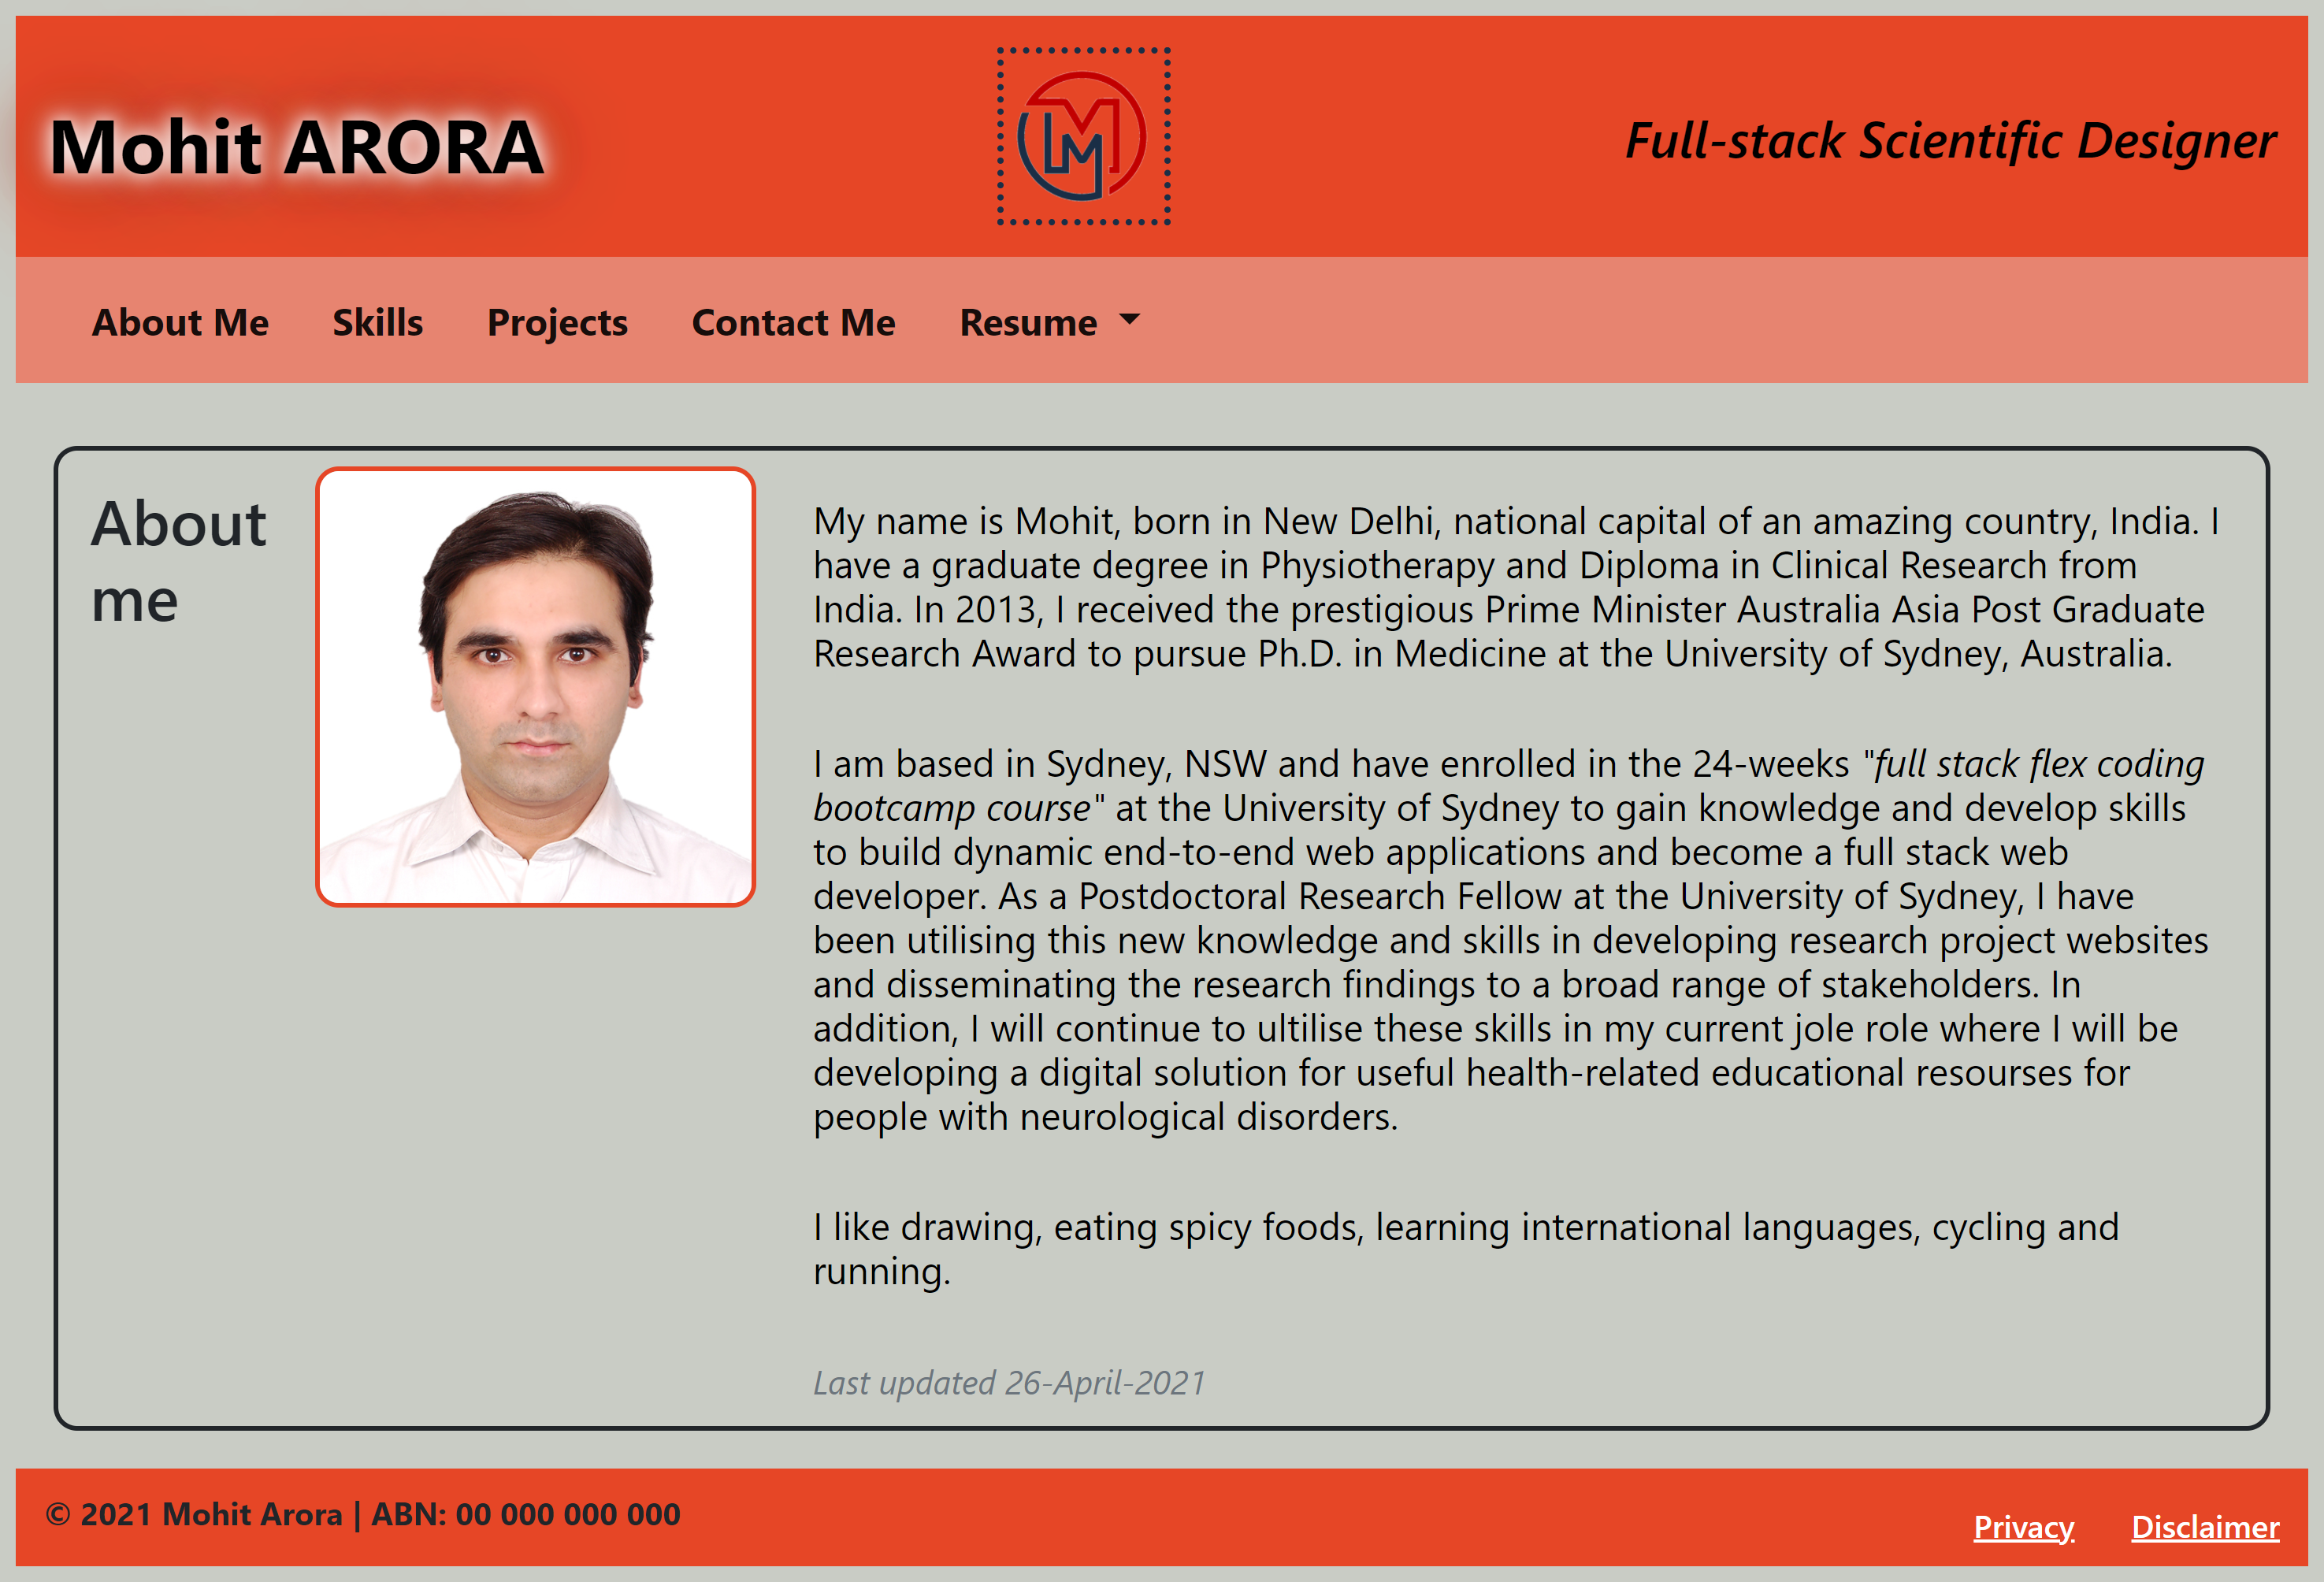 Mohit ARORA
Full-stack Scientific Designer
About Me Skills Projects Contact Me Resume
About
me
My name is Mohit, born in New Delhi, national capital of an amazing country, India. I
have a graduate degree in Physiotherapy and Diploma in Clinical Research from
India. In 2013, I received the prestigious Prime Minister Australia Asia Post Graduate
Research Award to pursue Ph.D. in Medicine at the University of Sydney, Australia.
I am based in Sydney, NSW and have enrolled in the 24-weeks "full stack flex coding
bootcamp course" at the University of Sydney to gain knowledge and develop skills
to build dynamic end-to-end web applications and become a full stack web
developer. As a Postdoctoral Research Fellow at the University of Sydney, I have
been utilising this new knowledge and skills in developing research project websites
and disseminating the research findings to a broad range of stakeholders. In
addition, I will continue to ultilise these skills in my current jole role where I will be
developing a digital solution for useful health-related educational resourses for
people with neurological disorders.
I like drawing, eating spicy foods, learning international languages, cycling and
running.
Last updated 26-April-2021
© 2021 Mohit Arora | ABN: 00 000 000 000
Privacy Disclaimer